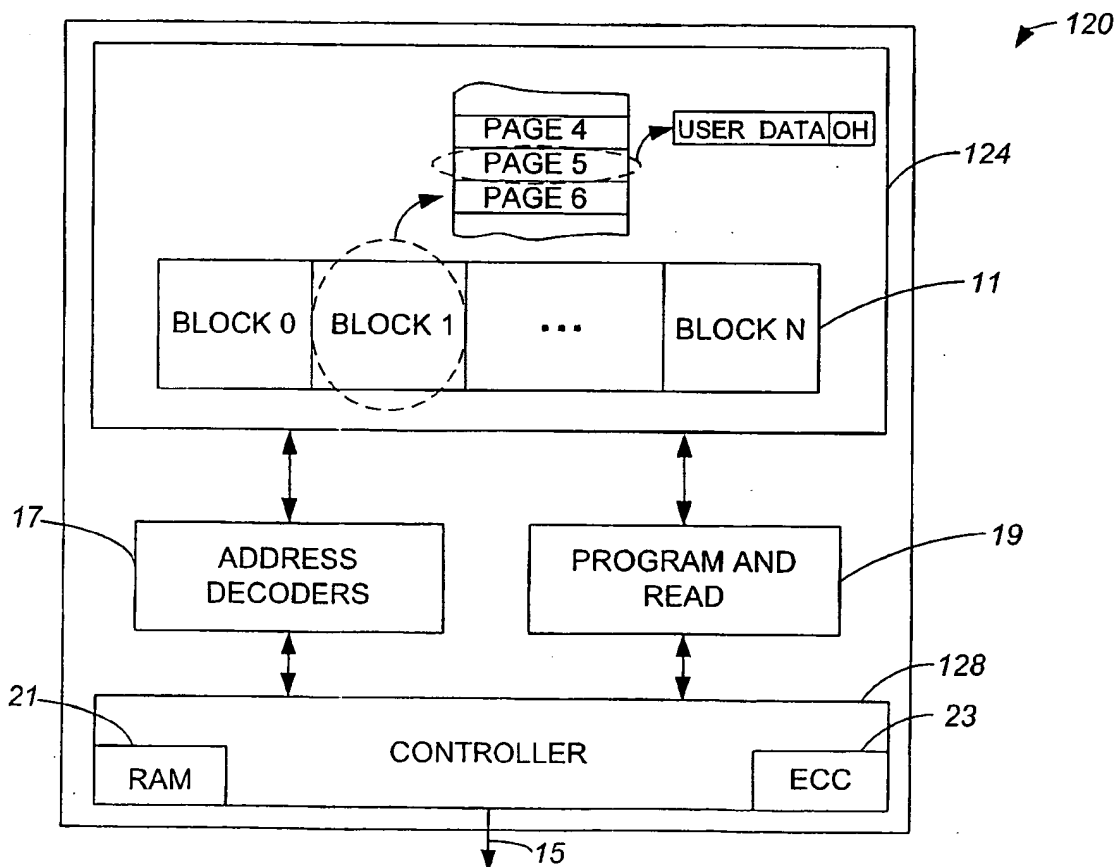 120
PAGE 4
PAGE 5
PAGE 6
USER DATA OH
124
11
BLOCK 0
BLOCK 1
...
BLOCK N
17
ADDRESS
DECODERS
PROGRAM AND
READ
19
128
21
23
CONTROLLER
RAM
ECC
15